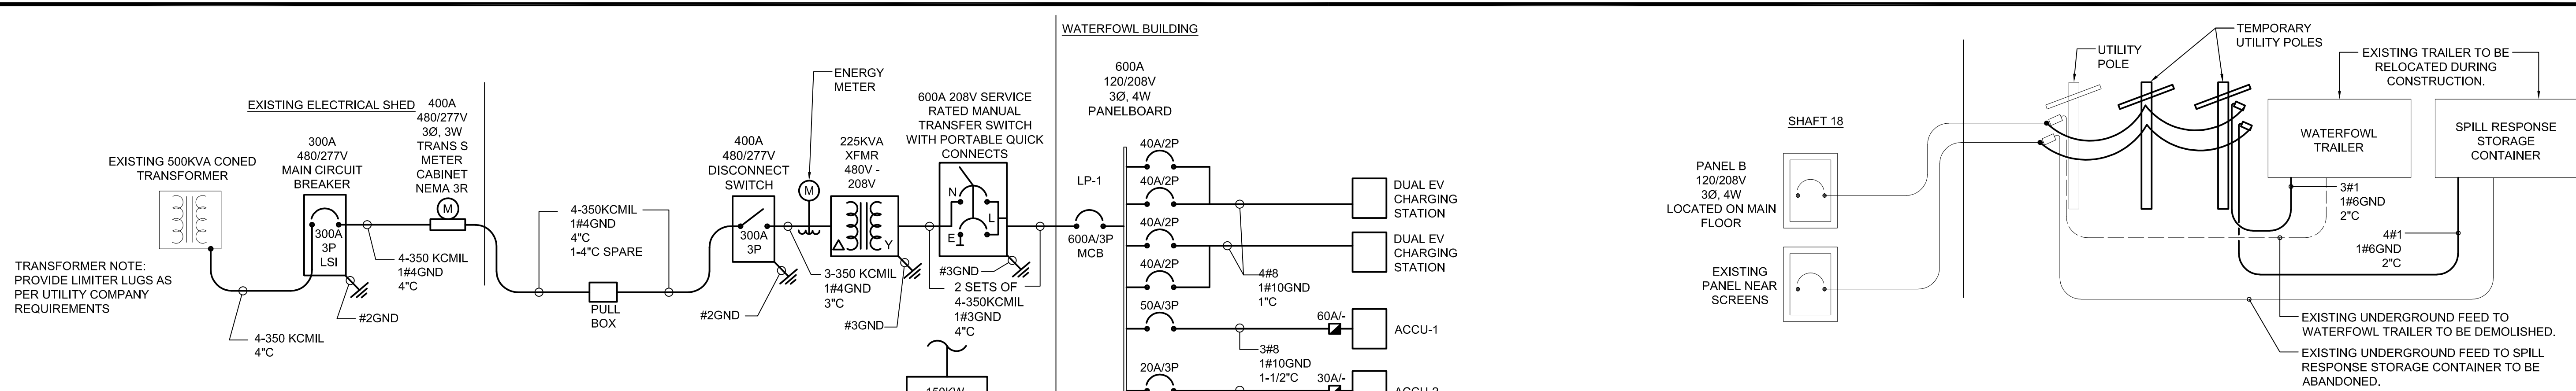 EXISTING ELECTRICAL SHED
EXISTING 500KVA CONED
TRANSFORMER
TRANSFORMER NOTE:
PROVIDE LIMITER LUGS AS
PER UTILITY COMPANY
REQUIREMENTS
4-350 KCMIL
4"C
300A
480/277V
MAIN CIRCUIT
BREAKER
300A
3P
LSI
#2GND
4-350 KCMIL
1#4GND
4"C
400A
480/277V
3Ø, 3W
TRANS S
METER
CABINET
NEMA 3R
M
4-350KCMIL
1#4GND
4"C
1-4"C SPARE
PULL
BOX
400A
480/277V
DISCONNECT
SWITCH
300A
3P
#2GND
ENERGY
METER
M
3-350 KCMIL
1#4GND
3"C
225KVA
XFMR
480V -
208V
Y
#3GND
600A 208V SERVICE
RATED MANUAL
TRANSFER SWITCH
WITH PORTABLE QUICK
CONNECTS
N
L
E
#3GND
2 SETS OF
4-350KCMIL
1#3GND
4"C
150KW
WATERFOWL BUILDING
600A
120/208V
3Ø, 4W
PANELBOARD
LP-1
600A/3P
MCB
40A/2P
40A/2P
DUAL EV
CHARGING
STATION
40A/2P
DUAL EV
CHARGING
STATION
40A/2P
4#8
1#10GND
1"C
50A/3P
60A/-
ACCU-1
3#8
1#10GND
1-1/2"C
20A/3P
30A/-
ACCU-2
SHAFT 18
PANEL B
120/208V
3Ø, 4W
LOCATED ON MAIN
FLOOR
EXISTING
PANEL NEAR
SCREENS
UTILITY
POLE
TEMPORARY
UTILITY POLES
EXISTING TRAILER TO BE
RELOCATED DURING
CONSTRUCTION.
WATERFOWL
TRAILER
SPILL RESPONSE
STORAGE
CONTAINER
3#1
1#6GND
2"C
4#1
1#6GND
2"C
EXISTING UNDERGROUND FEED TO
WATERFOWL TRAILER TO BE DEMOLISHED.
EXISTING UNDERGROUND FEED TO SPILL
RESPONSE STORAGE CONTAINER TO BE
ABANDONED.